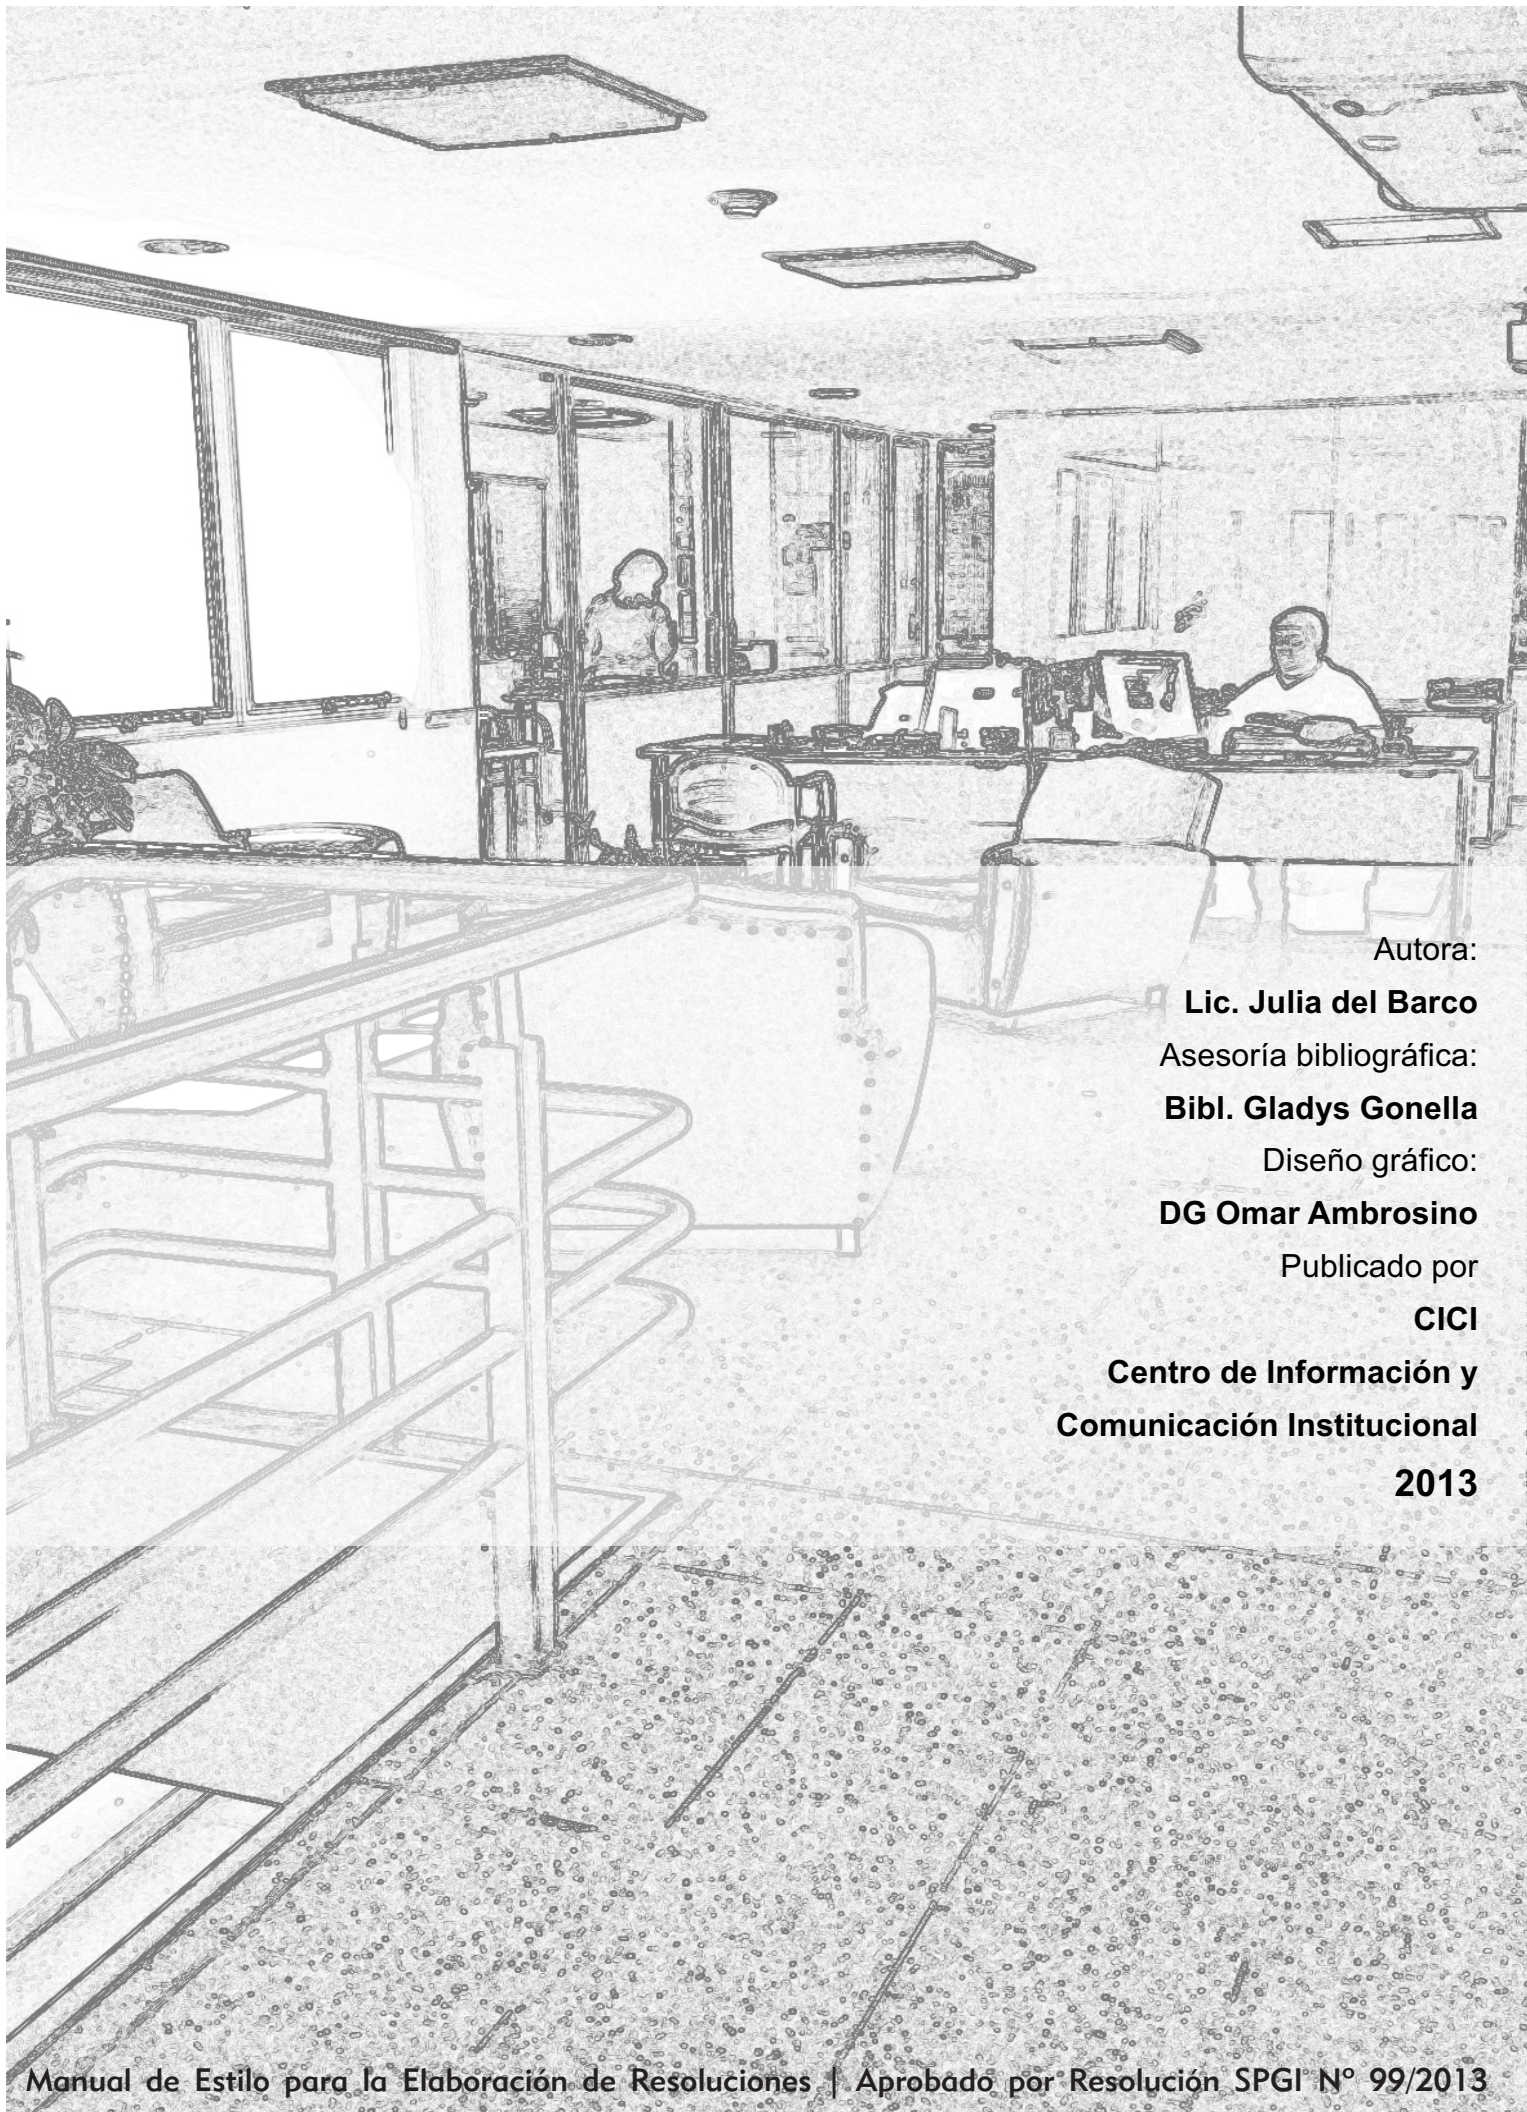 Autora:
Lic. Julia del Barco
Asesoría bibliográfica:
Bibl. Gladys Gonella
Diseño gráfico:
DG Omar Ambrosino
Publicado por
CICI
Centro de Información y
Comunicación Institucional
2013
Manual de Estilo para la Elaboración de Resoluciones | Aprobado por Resolución SPGI Nº 99/2013